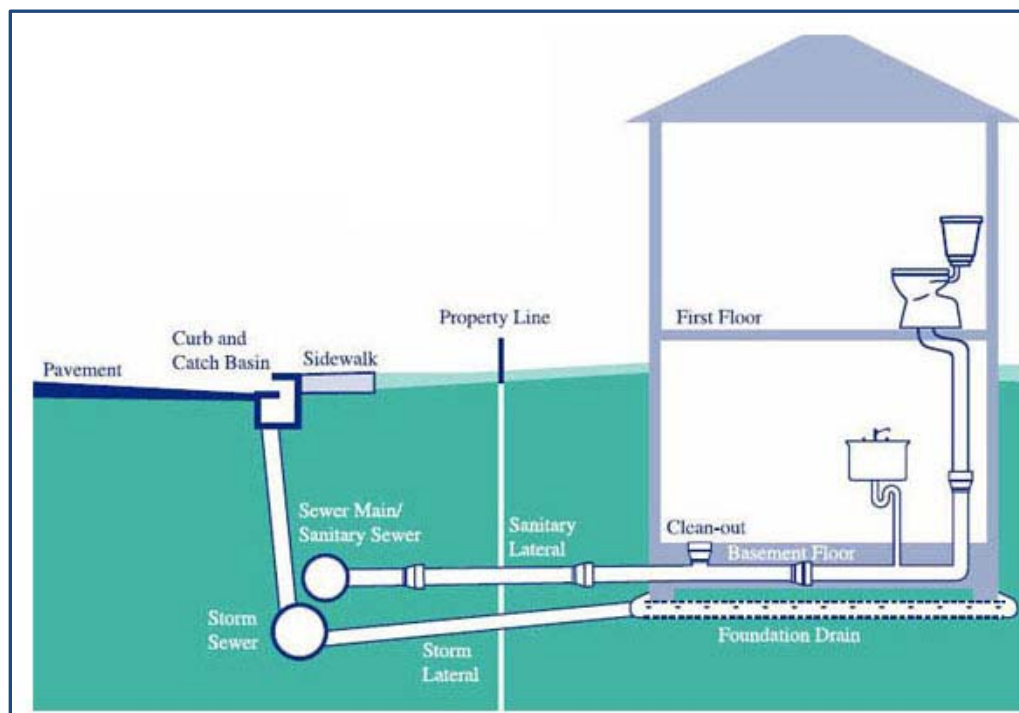 First Floor
Property Line
Curb and
Catch Basin
Sidewalk
Pavement
Sewer Main/
Sanitary Sewer
Sanitary
Lateral
Clean-out
Basement Floor
Storm
Sewer
Storm
Lateral
Foundation Drain